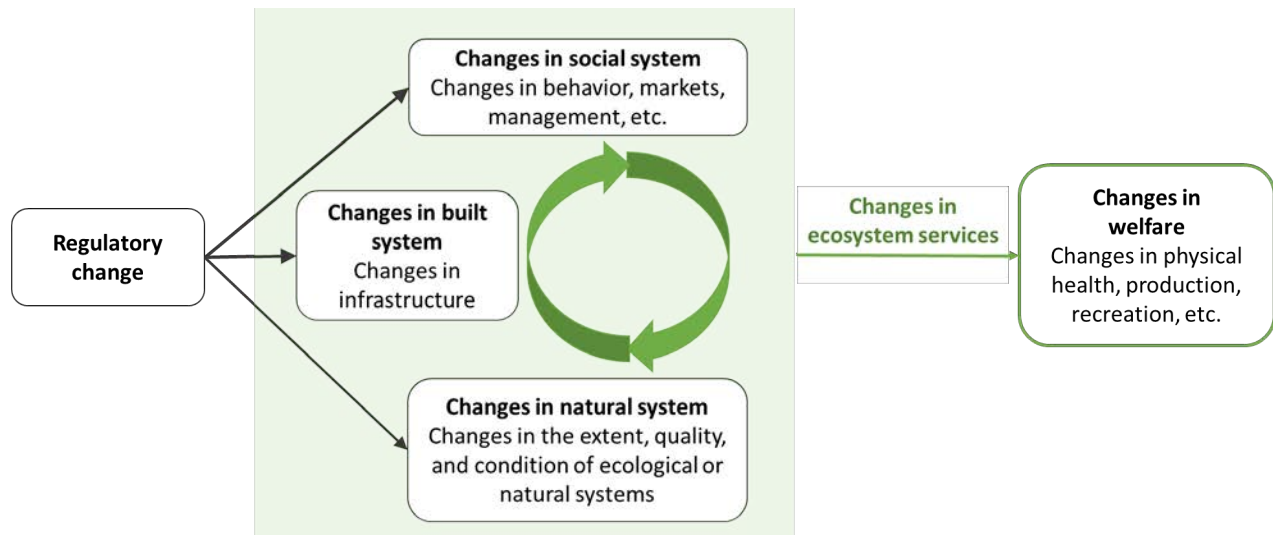 Changes in social system
Changes in behavior, markets,
management, etc.
Regulatory
change
Changes in built
system
Changes in
infrastructure
Changes in natural system
Changes in the extent, quality,
and condition of ecological or
natural systems
Changes in
ecosystem services
Changes in
welfare
Changes in physical
health, production,
recreation, etc.